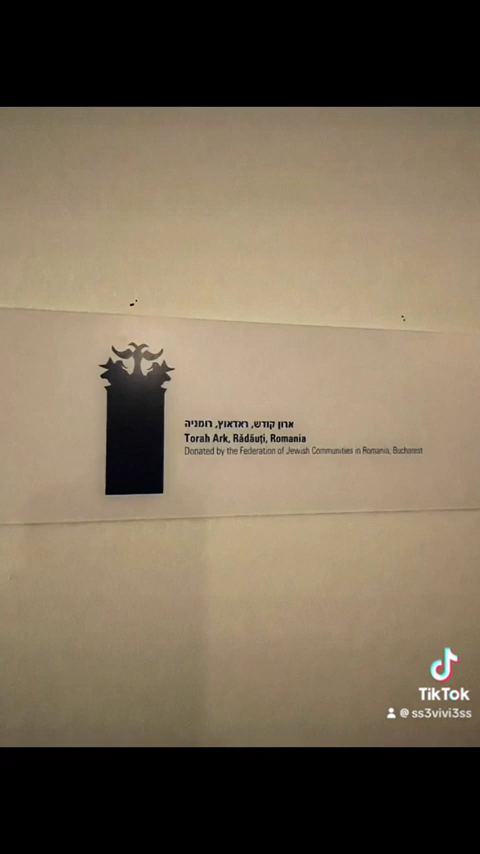 ארון קודש, ראדאוץ, רומניה
Torah Ark, Rădăuți, Romania
Donated by the Federation of Jewish Communities in Romania, Bucharest
TikTok
@ss3vivi3ss